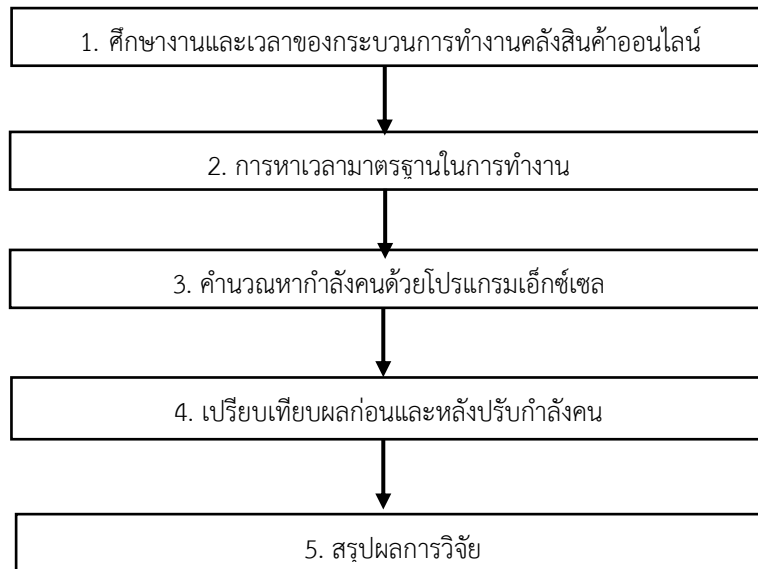 1. ศึกษางานและเวลาของกระบวนการทำงานคลังสินค้าออนไลน์
2. การหาเวลามาตรฐานในการทำงาน
3. คำนวณหากำลังคนด้วยโปรแกรมเอ็กซ์เซล
4. เปรียบเทียบผลก่อนและหลังปรับกำลังคน
5. สรุปผลการวิจัย